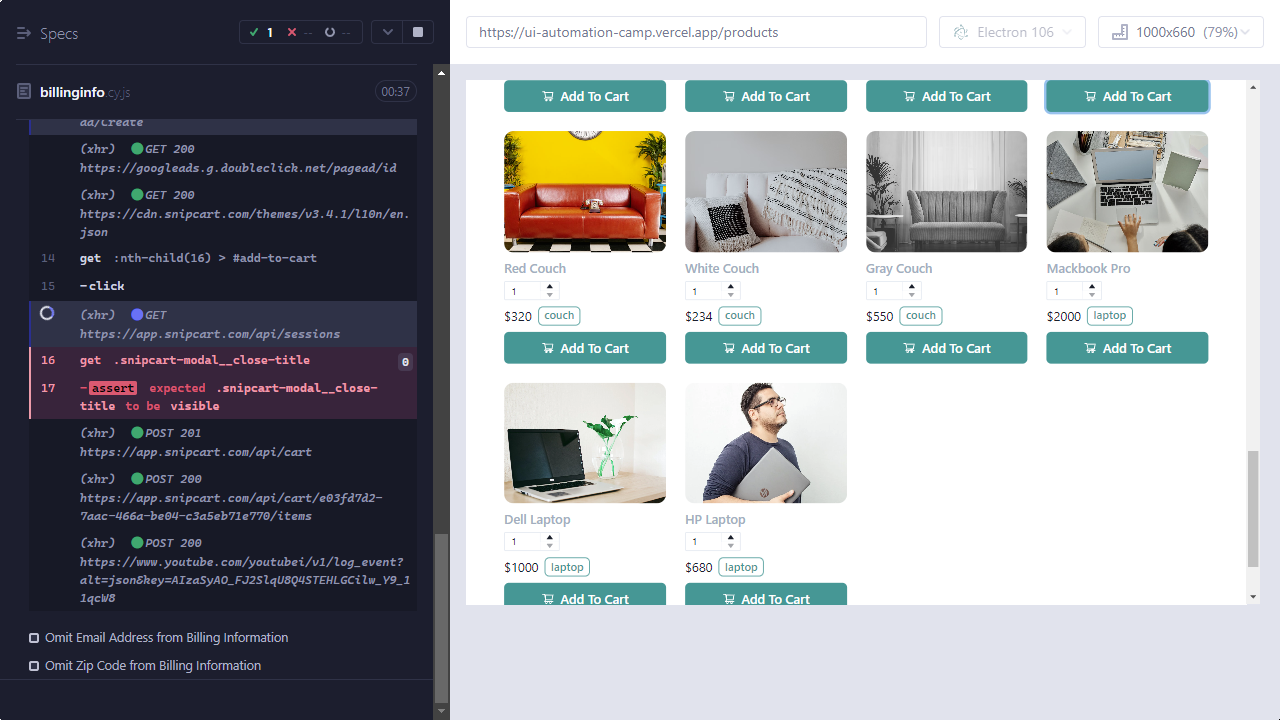 Specs
1
--
--
https://ui-automation-camp.vercel.app/products
Electron 106
1000x660 (79%)
billinginfo.cy.js
00:37
ad/Create
(xhr) GET 200
https://googleads.g.doubleclick.net/pagead/id
(xhr) GET 200
https://cdn.snipcart.com/themes/v3.4.1/l10n/en.
json
14 get :nth-child(16) > #add-to-cart
15 -click
(xhr) GET
https://app.snipcart.com/api/sessions
16 get .snipcart-modal__close-title 0
17 -assert expected .snipcart-modal__close-
title to be visible
(xhr) POST 201
https://app.snipcart.com/api/cart
(xhr) POST 200
https://app.snipcart.com/api/cart/e03fd7d2-
7aac-466a-be04-c3a5eb71e770/items
(xhr) POST 200
https://www.youtube.com/youtubei/v1/log_event?
alt=json&key=AIzaSyAO_FJ2SlqU8Q4STEHLGCilw_Y9_1
1qcW8
Omit Email Address from Billing Information
Omit Zip Code from Billing Information
Add To Cart Add To Cart Add To Cart Add To Cart
Red Couch White Couch Gray Couch Mackbook Pro
1 1 1 1
$320 couch $234 couch $550 couch $2000 laptop
Add To Cart Add To Cart Add To Cart Add To Cart
Dell Laptop HP Laptop
1 1
$1000 laptop $680 laptop
Add To Cart Add To Cart